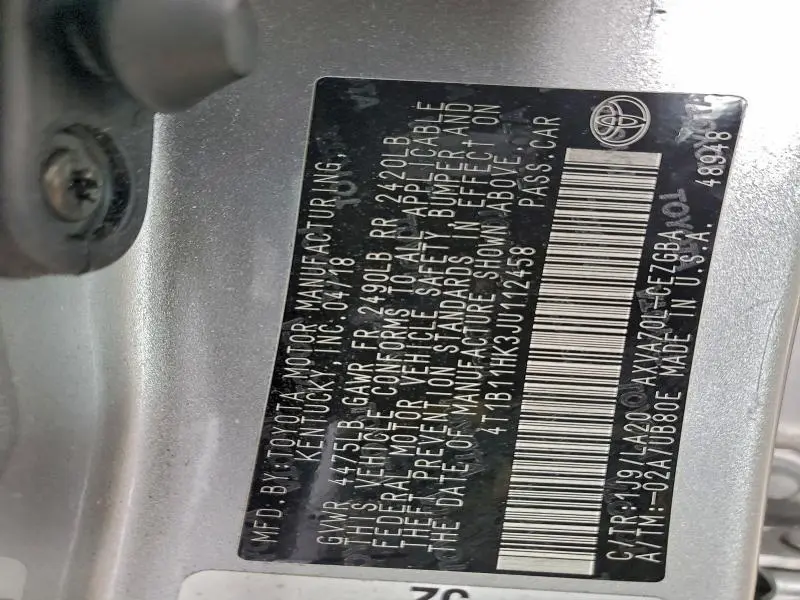 MFD. BY: TOYOTA MOTOR MANUFACTURING,
KENTUCKY, INC. 04/18
GVWR 4475LB GAWR FR 2490LB RR 2420LB
THIS VEHICLE CONFORMS TO ALL APPLICABLE
FEDERAL MOTOR VEHICLE SAFETY, BUMPER, AND
THEFT PREVENTION STANDARDS IN EFFECT ON
THE DATE OF MANUFACTURE SHOWN ABOVE.
4T1B11HK3JU112458 PASS. CAR
C/TR: 1J9/LA20 AXVA70L-CEZGBA
A/TM: -02A/UB80E MADE IN U.S.A. 48948
TOYOTA